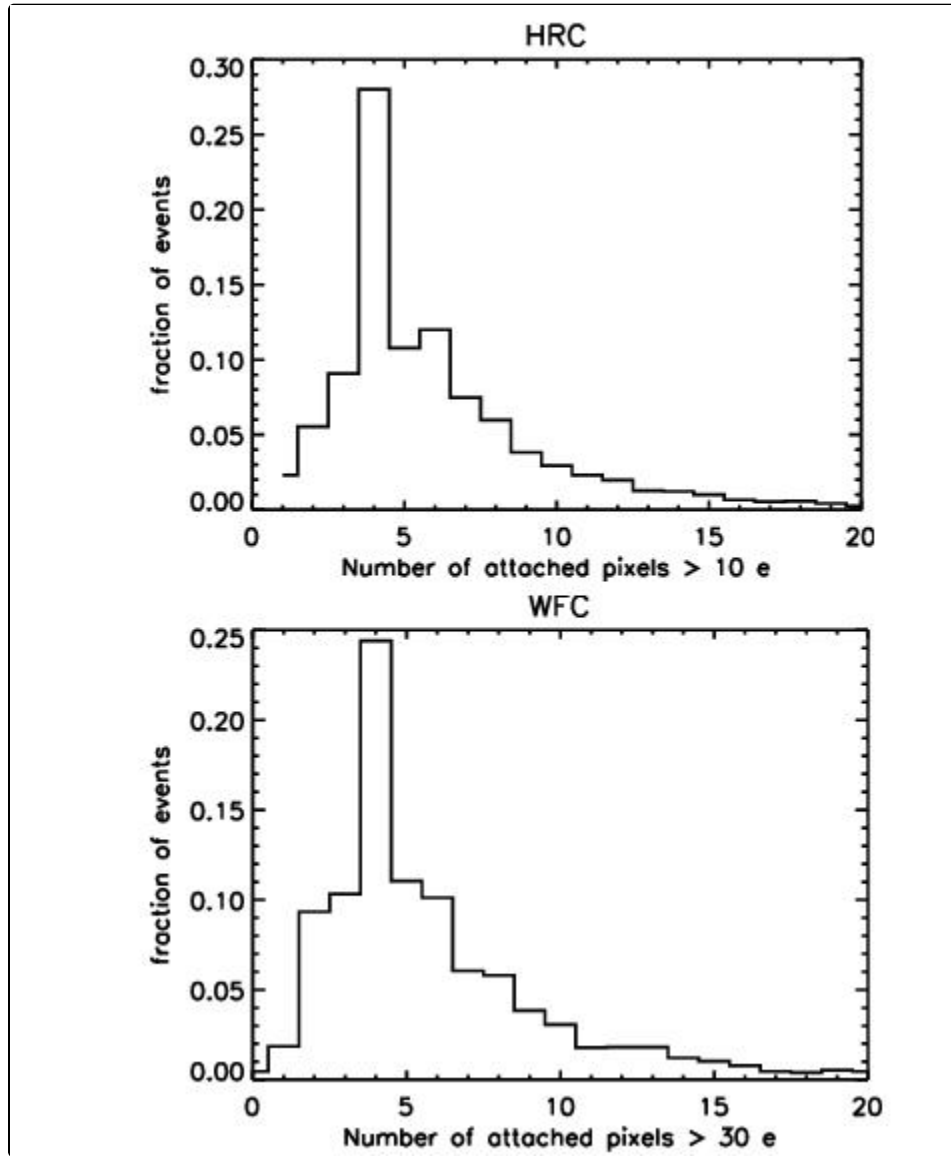 HRC
0.30
0.25
0.20
0.15
0.10
0.05
0.00
fraction of events
0 5 10 15 20
Number of attached pixels > 10 e
WFC
0.25
0.20
0.15
0.10
0.05
0.00
fraction of events
0 5 10 15 20
Number of attached pixels > 30 e